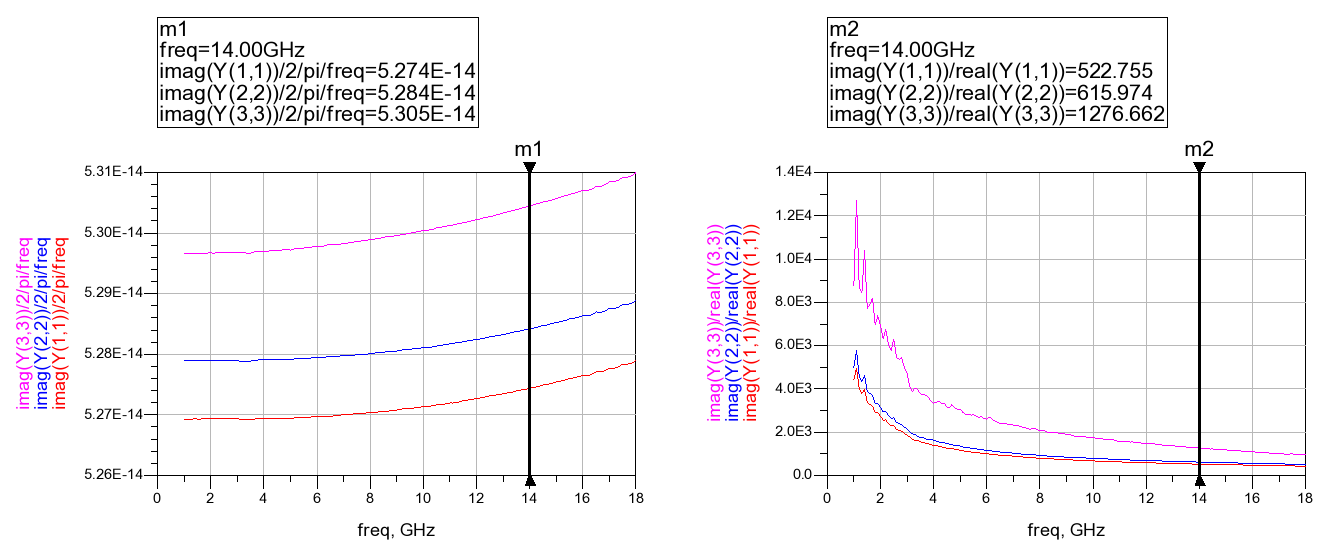 m1
freq=14.00GHz
imag(Y(1,1))/2/pi/freq=5.274E-14
imag(Y(2,2))/2/pi/freq=5.284E-14
imag(Y(3,3))/2/pi/freq=5.305E-14
m1
5.31E-14
5.30E-14
5.29E-14
5.28E-14
5.27E-14
5.26E-14
imag(Y(3,3))/2/pi/freq
imag(Y(2,2))/2/pi/freq
imag(Y(1,1))/2/pi/freq
0 2 4 6 8 10 12 14 16 18
freq, GHz
m2
freq=14.00GHz
imag(Y(1,1))/real(Y(1,1))=522.755
imag(Y(2,2))/real(Y(2,2))=615.974
imag(Y(3,3))/real(Y(3,3))=1276.662
m2
1.4E4
1.2E4
1.0E4
8.0E3
6.0E3
4.0E3
2.0E3
0.0
imag(Y(3,3))/real(Y(3,3))
imag(Y(2,2))/real(Y(2,2))
imag(Y(1,1))/real(Y(1,1))
0 2 4 6 8 10 12 14 16 18
freq, GHz